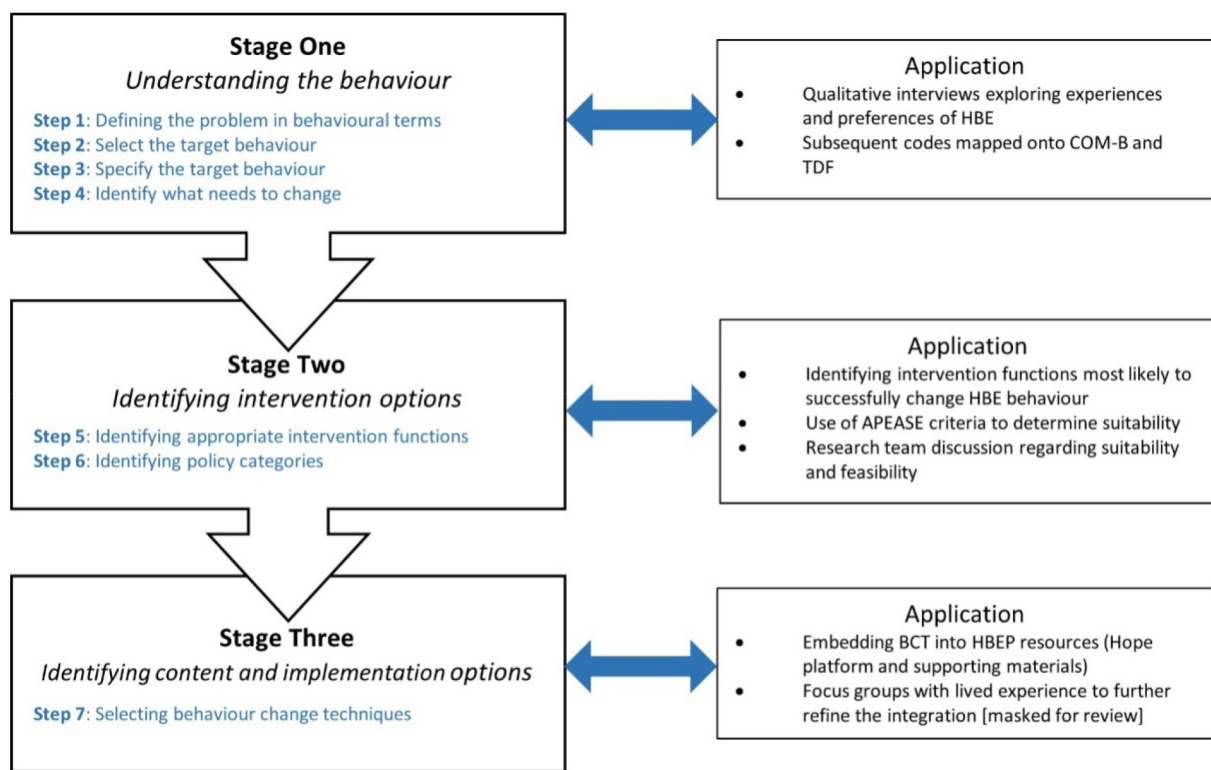 Stage One
Understanding the behaviour
Step 1: Defining the problem in behavioural terms
Step 2: Select the target behaviour
Step 3: Specify the target behaviour
Step 4: Identify what needs to change
Application
• Qualitative interviews exploring experiences
and preferences of HBE
• Subsequent codes mapped onto COM-B and
TDF
Stage Two
Identifying intervention options
Step 5: Identifying appropriate intervention functions
Step 6: Identifying policy categories
Application
• Identifying intervention functions most likely to
successfully change HBE behaviour
• Use of APEASE criteria to determine suitability
• Research team discussion regarding suitability
and feasibility
Stage Three
Identifying content and implementation options
Step 7: Selecting behaviour change techniques
Application
• Embedding BCT into HBEP resources (Hope
platform and supporting materials)
• Focus groups with lived experience to further
refine the integration [masked for review]